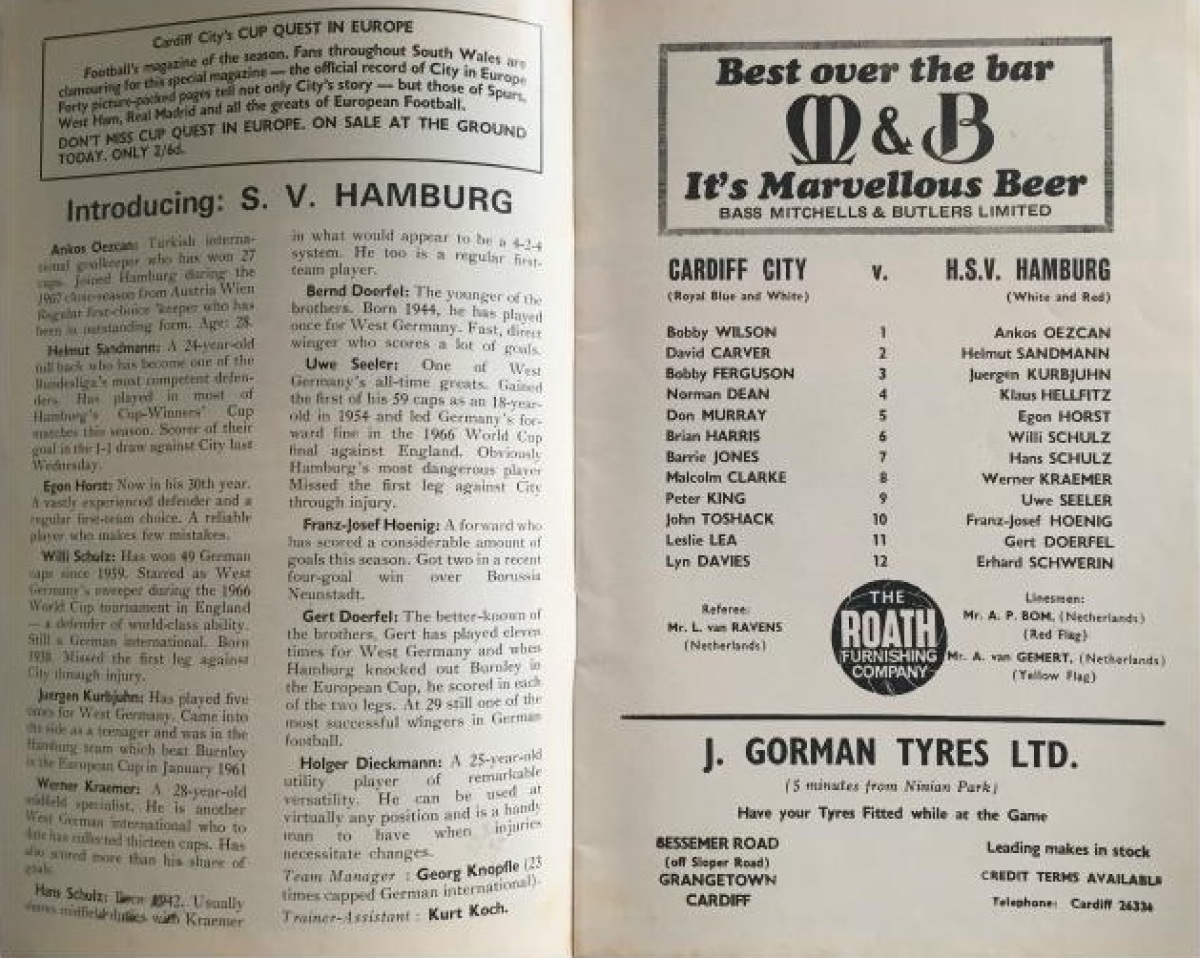 Cardiff City's CUP QUEST IN EUROPE
Football's magazine of the season. Fans throughout South Wales are
clamouring for this special magazine — the official record of City in Europe
Forty picture-packed pages tell not only City's story — but those of Spurs,
West Ham, Real Madrid and all the greats of European Football.
DON'T MISS CUP QUEST IN EUROPE. ON SALE AT THE GROUND
TODAY. ONLY 2/6d.
Introducing: S. V. HAMBURG
Ankos Oezcan: Turkish interna-
tional goalkeeper who has won 27
caps. Joined Hamburg during the
1967 close-season from Austria Wien
Regular first-choice 'keeper who has
been in outstanding form. Age: 28.
Helmut Sandmann: A 24-year-old
full back who has become one of the
Bundesliga's most competent defen-
ders. Has played in most of
Hamburg's Cup-Winners' Cup
matches this season. Scorer of their
goal in the 1-1 draw against City last
Wednesday.
Egon Horst: Now in his 30th year.
A vastly experienced defender and a
regular first-team choice. A reliable
player who makes few mistakes.
Willi Schulz: Has won 49 German
caps since 1959. Starred as West
Germany's sweeper during the 1966
World Cup tournament in England
— a defender of world-class ability.
Still a German international. Born
1938. Missed the first leg against
City through injury.
Juergen Kurbjuhn: Has played five
times for West Germany. Came into
the side as a teenager and was in the
Hamburg team which beat Burnley
in the European Cup in January 1961
Werner Kraemer: A 28-year-old
midfield specialist. He is another
West German international who to
date has collected thirteen caps. Has
also scored more than his share of
goals.
Hans Schulz: Born 1942. Usually
shares midfield duties with Kraemer
in what would appear to be a 4-2-4
system. He too is a regular first-
team player.
Bernd Doerfel: The younger of the
brothers. Born 1944, he has played
once for West Germany. Fast, direct
winger who scores a lot of goals.
Uwe Seeler: One of West
Germany's all-time greats. Gained
the first of his 59 caps as an 18-year-
old in 1954 and led Germany's for-
ward line in the 1966 World Cup
final against England. Obviously
Hamburg's most dangerous player
Missed the first leg against City
through injury.
Franz-Josef Hoenig: A forward who
has scored a considerable amount of
goals this season. Got two in a recent
four-goal win over Borussia
Neunstadt.
Gert Doerfel: The better-known of
the brothers, Gert has played eleven
times for West Germany and when
Hamburg knocked out Burnley in
the European Cup, he scored in each
of the two legs. At 29 still one of the
most successful wingers in German
football.
Holger Dieckmann: A 25-year-old
utility player of remarkable
versatility. He can be used at
virtually any position and is a handy
man to have when injuries
necessitate changes.
Team Manager : Georg Knopfle (23
times capped German international).
Trainer-Assistant : Kurt Koch.
Best over the bar
M & B
It's Marvellous Beer
BASS MITCHELLS & BUTLERS LIMITED
CARDIFF CITY v. H.S.V. HAMBURG
(Royal Blue and White) (White and Red)
Bobby WILSON 1 Ankos OEZCAN
David CARVER 2 Helmut SANDMANN
Bobby FERGUSON 3 Juergen KURBJUHN
Norman DEAN 4 Klaus HELLFITZ
Don MURRAY 5 Egon HORST
Brian HARRIS 6 Willi SCHULZ
Barrie JONES 7 Hans SCHULZ
Malcolm CLARKE 8 Werner KRAEMER
Peter KING 9 Uwe SEELER
John TOSHACK 10 Franz-Josef HOENIG
Leslie LEA 11 Gert DOERFEL
Lyn DAVIES 12 Erhard SCHWERIN
Referee:
Mr. L. van RAVENS
(Netherlands)
THE
ROATH
FURNISHING
COMPANY
Linesmen:
Mr. A. P. BOM, (Netherlands)
(Red Flag)
Mr. A. van GEMERT, (Netherlands)
(Yellow Flag)
J. GORMAN TYRES LTD.
(5 minutes from Ninian Park)
Have your Tyres Fitted while at the Game
BESSEMER ROAD
(off Sloper Road)
GRANGETOWN
CARDIFF
Leading makes in stock
CREDIT TERMS AVAILABLE
Telephone: Cardiff 26336